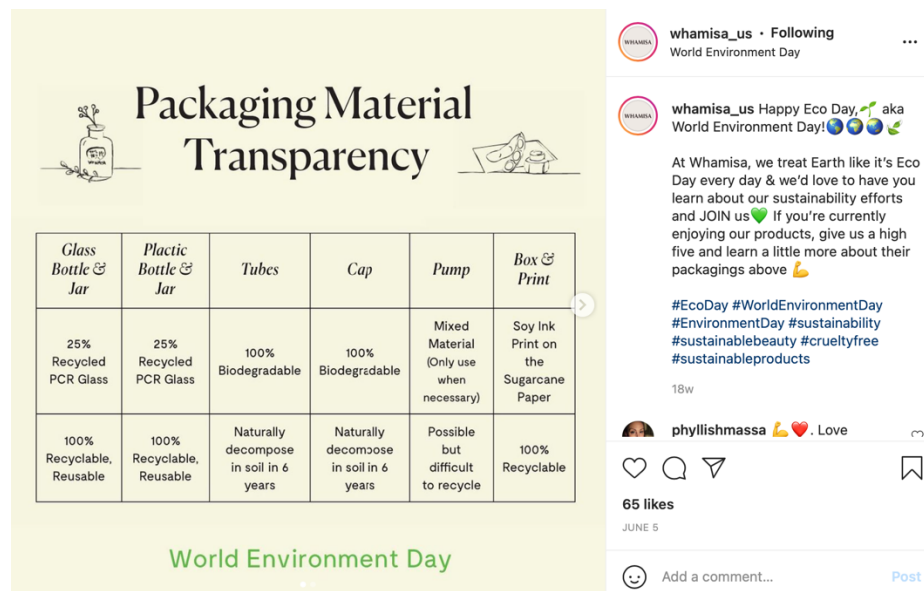 Packaging Material
Transparency
Glass
Bottle &
Jar
Plactic
Bottle &
Jar
Tubes
Cap
Pump
Box &
Print
25%
Recycled
PCR Glass
25%
Recycled
PCR Glass
100%
Biodegradable
100%
Biodegradable
Mixed
Material
(Only use
when
necessary)
Soy Ink
Print on
the
Sugarcane
Paper
100%
Recyclable,
Reusable
100%
Recyclable,
Reusable
Naturally
decompose
in soil in 6
years
Naturally
decompose
in soil in 6
years
Possible
but
difficult
to recycle
100%
Recyclable
World Environment Day
WHAMISA
whamisa_us • Following
World Environment Day
WHAMISA
whamisa_us Happy Eco Day,🌱 aka
World Environment Day!🌎🌍🌏🍃
At Whamisa, we treat Earth like it's Eco
Day every day & we'd love to have you
learn about our sustainability efforts
and JOIN us💚 If you're currently
enjoying our products, give us a high
five and learn a little more about their
packagings above 💪
#EcoDay #WorldEnvironmentDay
#EnvironmentDay #sustainability
#sustainablebeauty #crueltyfree
#sustainableproducts
18w
phyllishmassa 💪❤️. Love
65 likes
JUNE 5
Add a comment...
Post